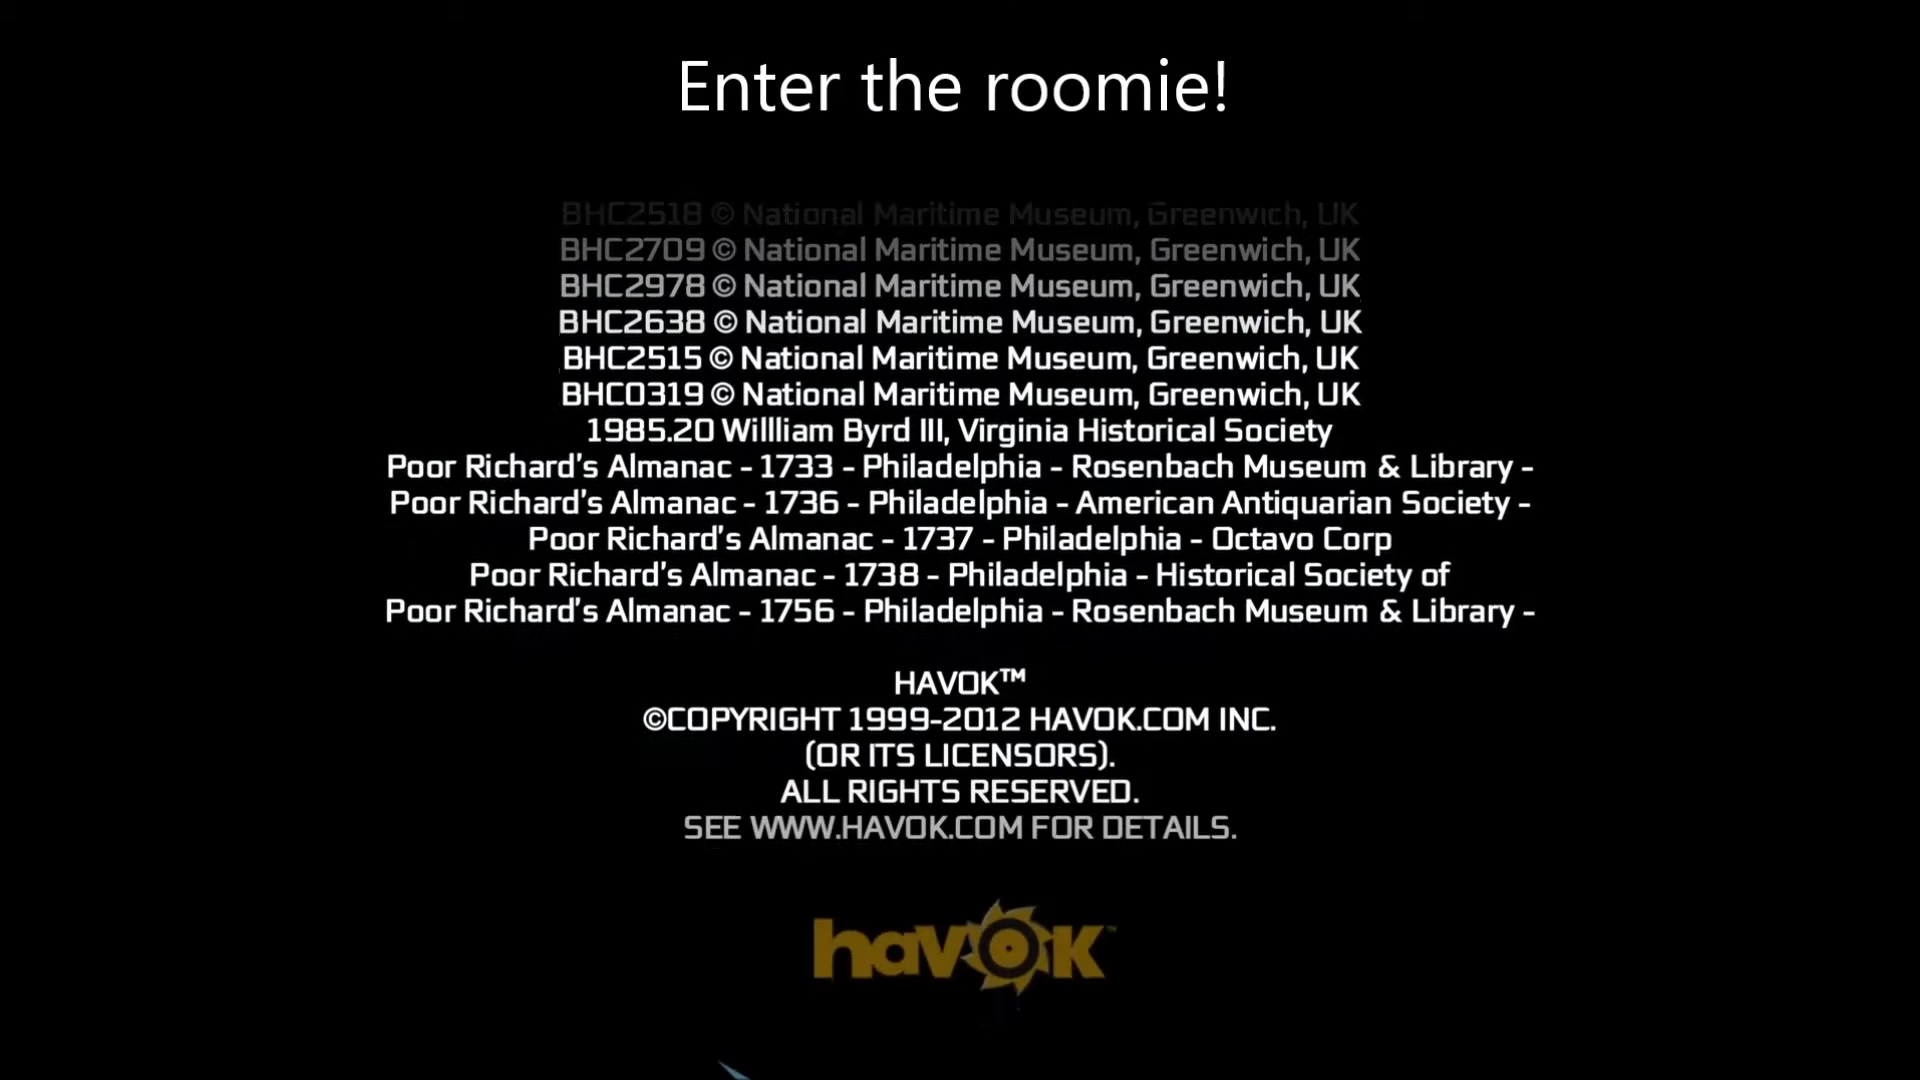 Enter the roomie!
BHC2518 © National Maritime Museum, Greenwich, UK
BHC2709 © National Maritime Museum, Greenwich, UK
BHC2978 © National Maritime Museum, Greenwich, UK
BHC2638 © National Maritime Museum, Greenwich, UK
BHC2515 © National Maritime Museum, Greenwich, UK
BHC0319 © National Maritime Museum, Greenwich, UK
1985.20 Willliam Byrd III, Virginia Historical Society
Poor Richard's Almanac - 1733 - Philadelphia - Rosenbach Museum & Library -
Poor Richard's Almanac - 1736 - Philadelphia - American Antiquarian Society -
Poor Richard's Almanac - 1737 - Philadelphia - Octavo Corp
Poor Richard's Almanac - 1738 - Philadelphia - Historical Society of
Poor Richard's Almanac - 1756 - Philadelphia - Rosenbach Museum & Library -
HAVOK™
©COPYRIGHT 1999-2012 HAVOK.COM INC.
(OR ITS LICENSORS).
ALL RIGHTS RESERVED.
SEE WWW.HAVOK.COM FOR DETAILS.
havok™